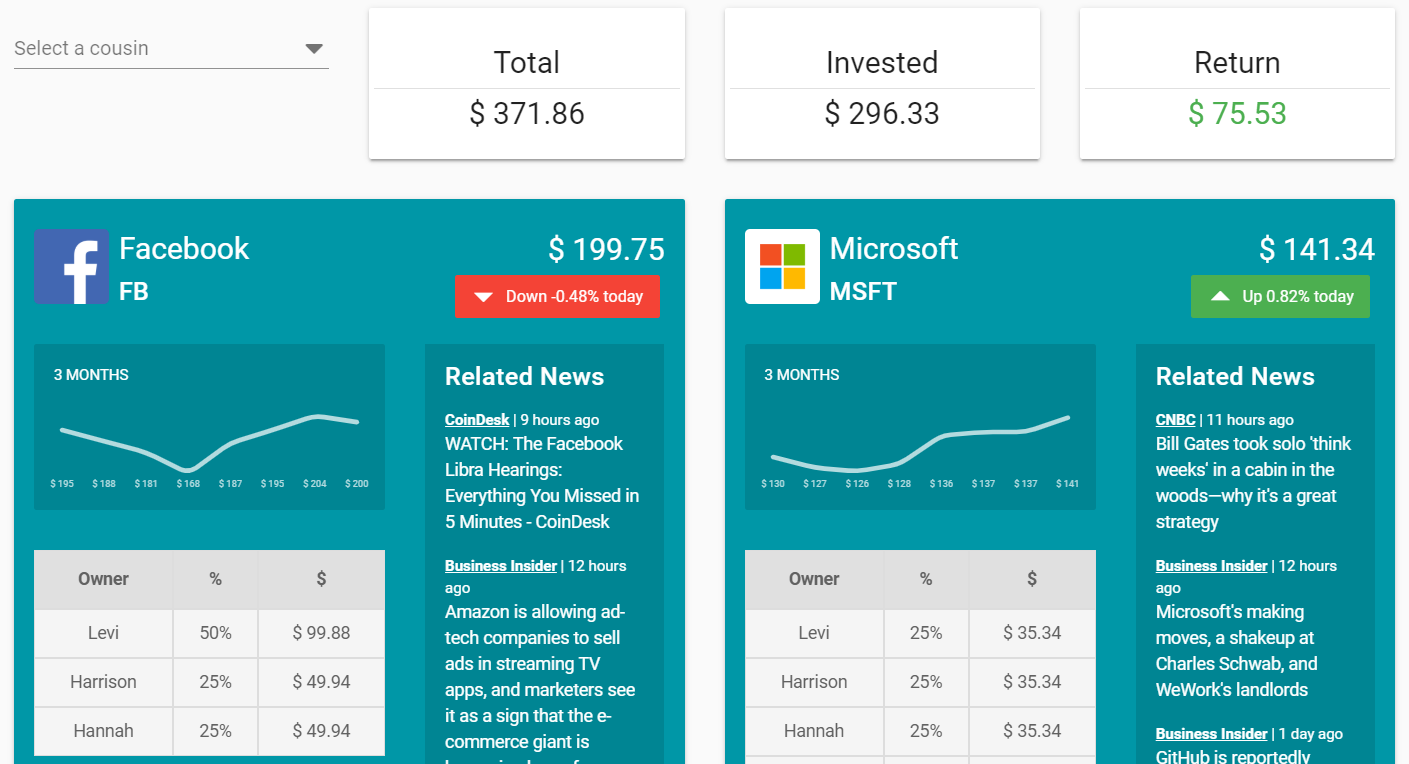 Select a cousin
Total
$ 371.86
Invested
$ 296.33
Return
$ 75.53
Facebook
FB
$ 199.75
Down -0.48% today
3 MONTHS
$ 195 $ 188 $ 181 $ 168 $ 187 $ 195 $ 204 $ 200
Owner % $
Levi 50% $ 99.88
Harrison 25% $ 49.94
Hannah 25% $ 49.94
Related News
CoinDesk | 9 hours ago
WATCH: The Facebook
Libra Hearings:
Everything You Missed in
5 Minutes - CoinDesk
Business Insider | 12 hours
ago
Amazon is allowing ad-
tech companies to sell
ads in streaming TV
apps, and marketers see
it as a sign that the e-
commerce giant is
Microsoft
MSFT
$ 141.34
Up 0.82% today
3 MONTHS
$ 130 $ 127 $ 126 $ 128 $ 136 $ 137 $ 137 $ 141
Owner % $
Levi 25% $ 35.34
Harrison 25% $ 35.34
Hannah 25% $ 35.34
Related News
CNBC | 11 hours ago
Bill Gates took solo 'think
weeks' in a cabin in the
woods—why it's a great
strategy
Business Insider | 12 hours
ago
Microsoft's making
moves, a shakeup at
Charles Schwab, and
WeWork's landlords
Business Insider | 1 day ago
GitHub is reportedly